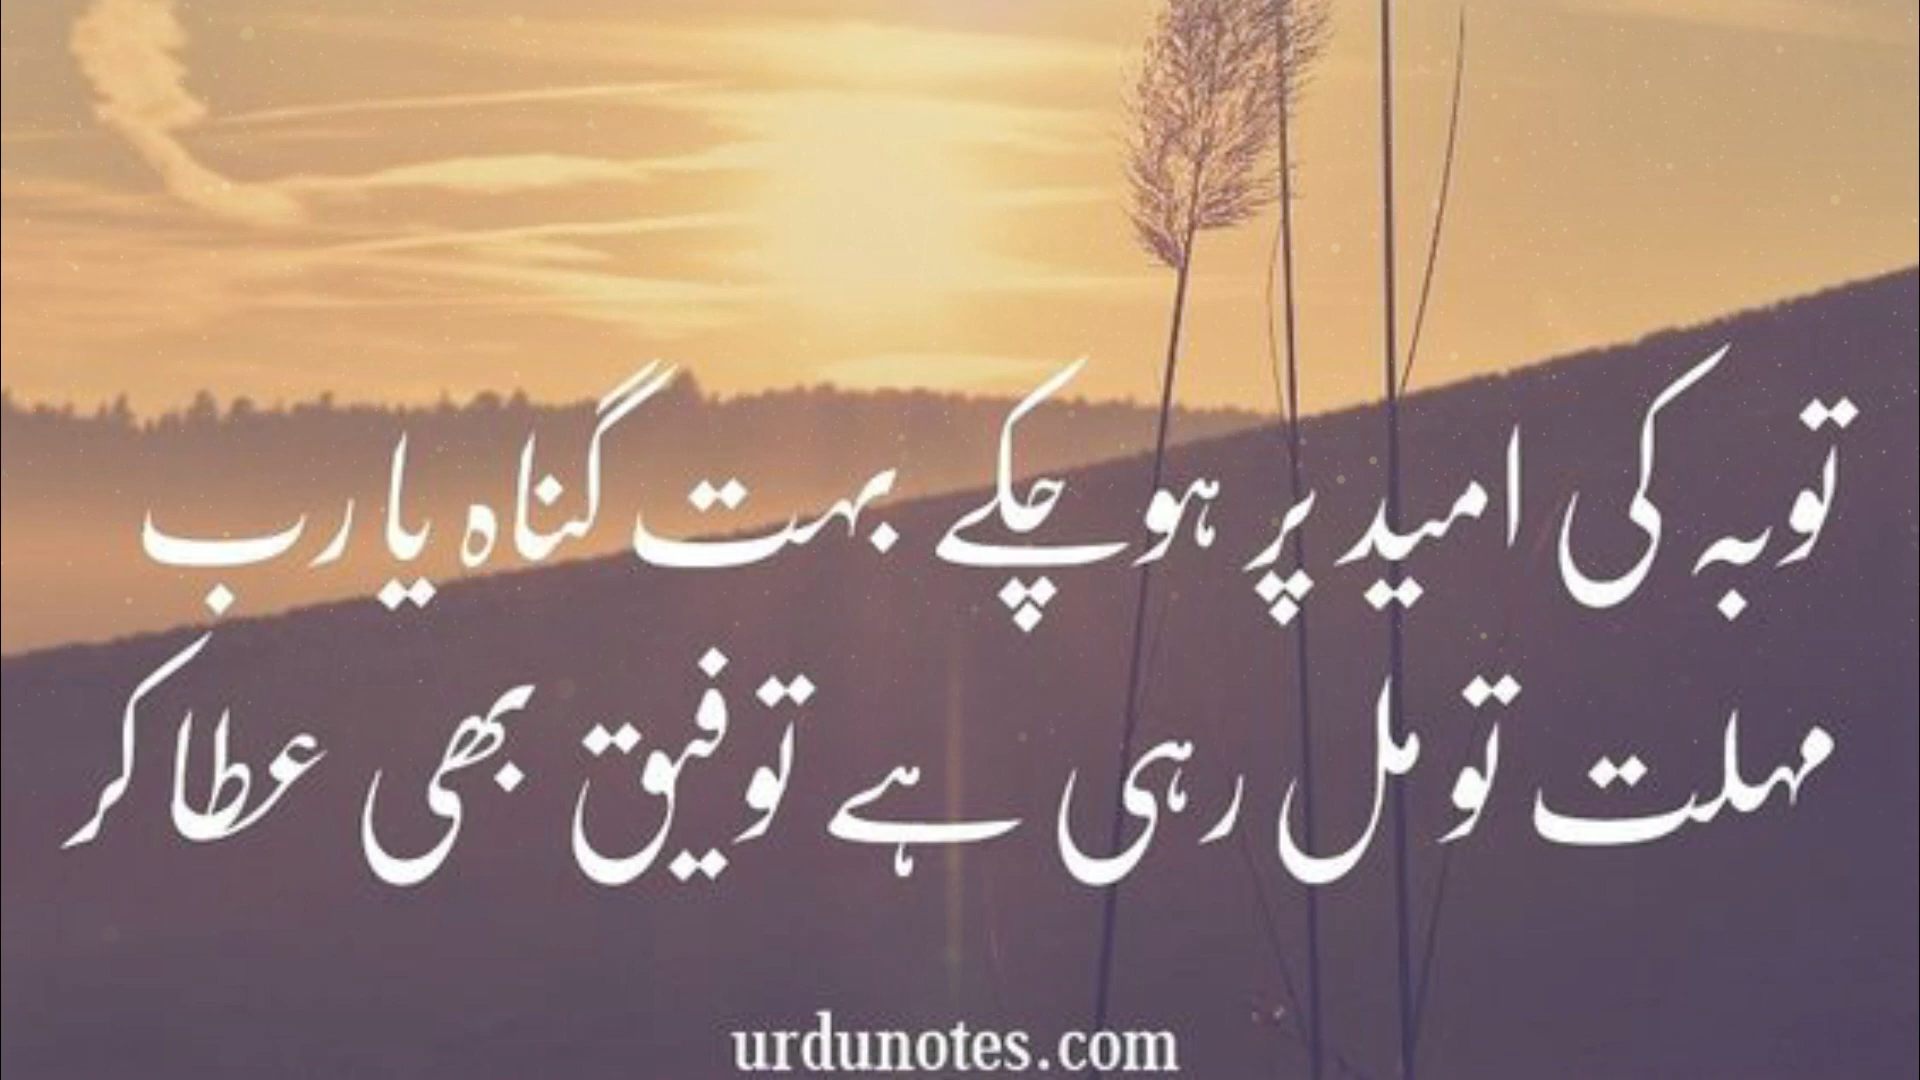 توبہ کی امید پر ہو چکے بہت گناہ یا رب
مہلت تو مل رہی ہے توفیق بھی عطا کر
urdunotes.com